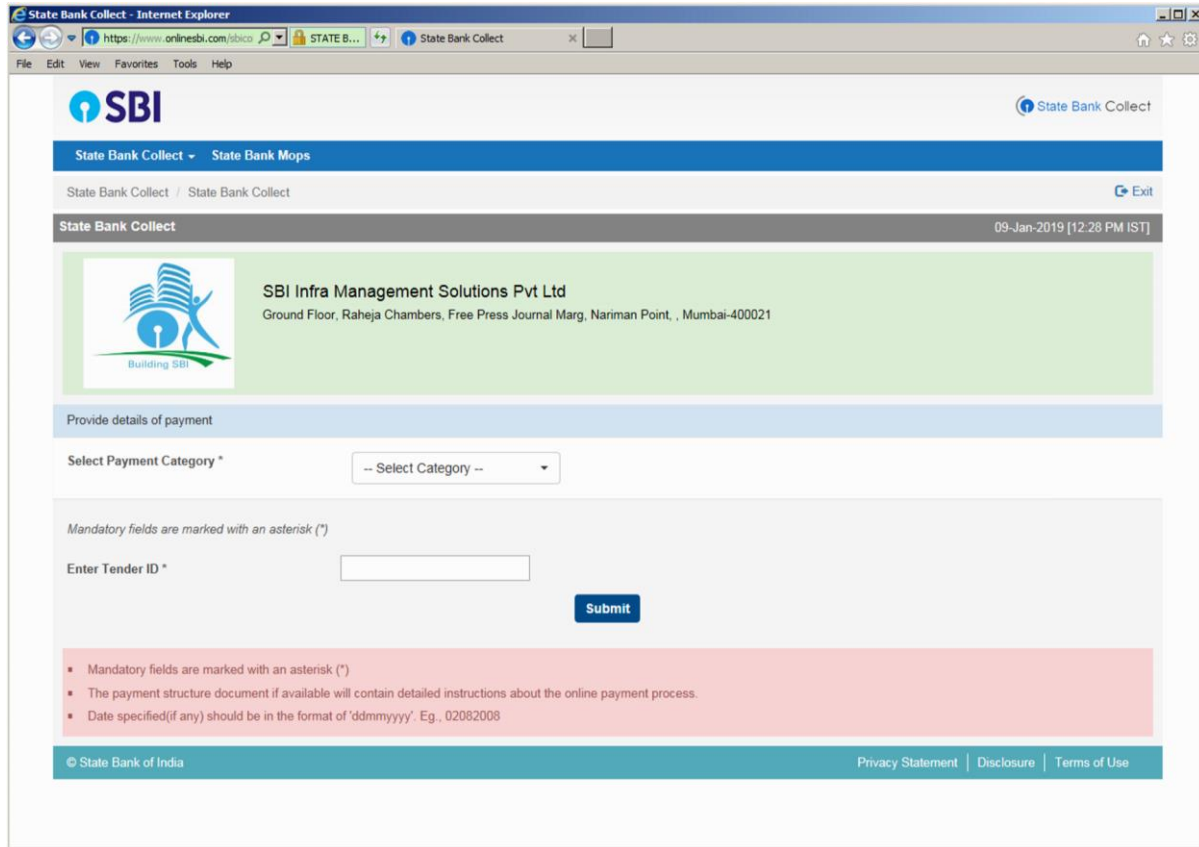 State Bank Collect - Internet Explorer
https://www.onlinesbi.com/sbico STATE B... State Bank Collect
File Edit View Favorites Tools Help
SBI
State Bank Collect
State Bank Collect State Bank Mops
State Bank Collect / State Bank Collect Exit
State Bank Collect 09-Jan-2019 [12:28 PM IST]
SBI Infra Management Solutions Pvt Ltd
Ground Floor, Raheja Chambers, Free Press Journal Marg, Nariman Point, , Mumbai-400021
Building SBI
Provide details of payment
Select Payment Category * -- Select Category --
Mandatory fields are marked with an asterisk (*)
Enter Tender ID *
Submit
Mandatory fields are marked with an asterisk (*)
The payment structure document if available will contain detailed instructions about the online payment process.
Date specified(if any) should be in the format of 'ddmmyyyy'. Eg., 02082008
© State Bank of India Privacy Statement | Disclosure | Terms of Use